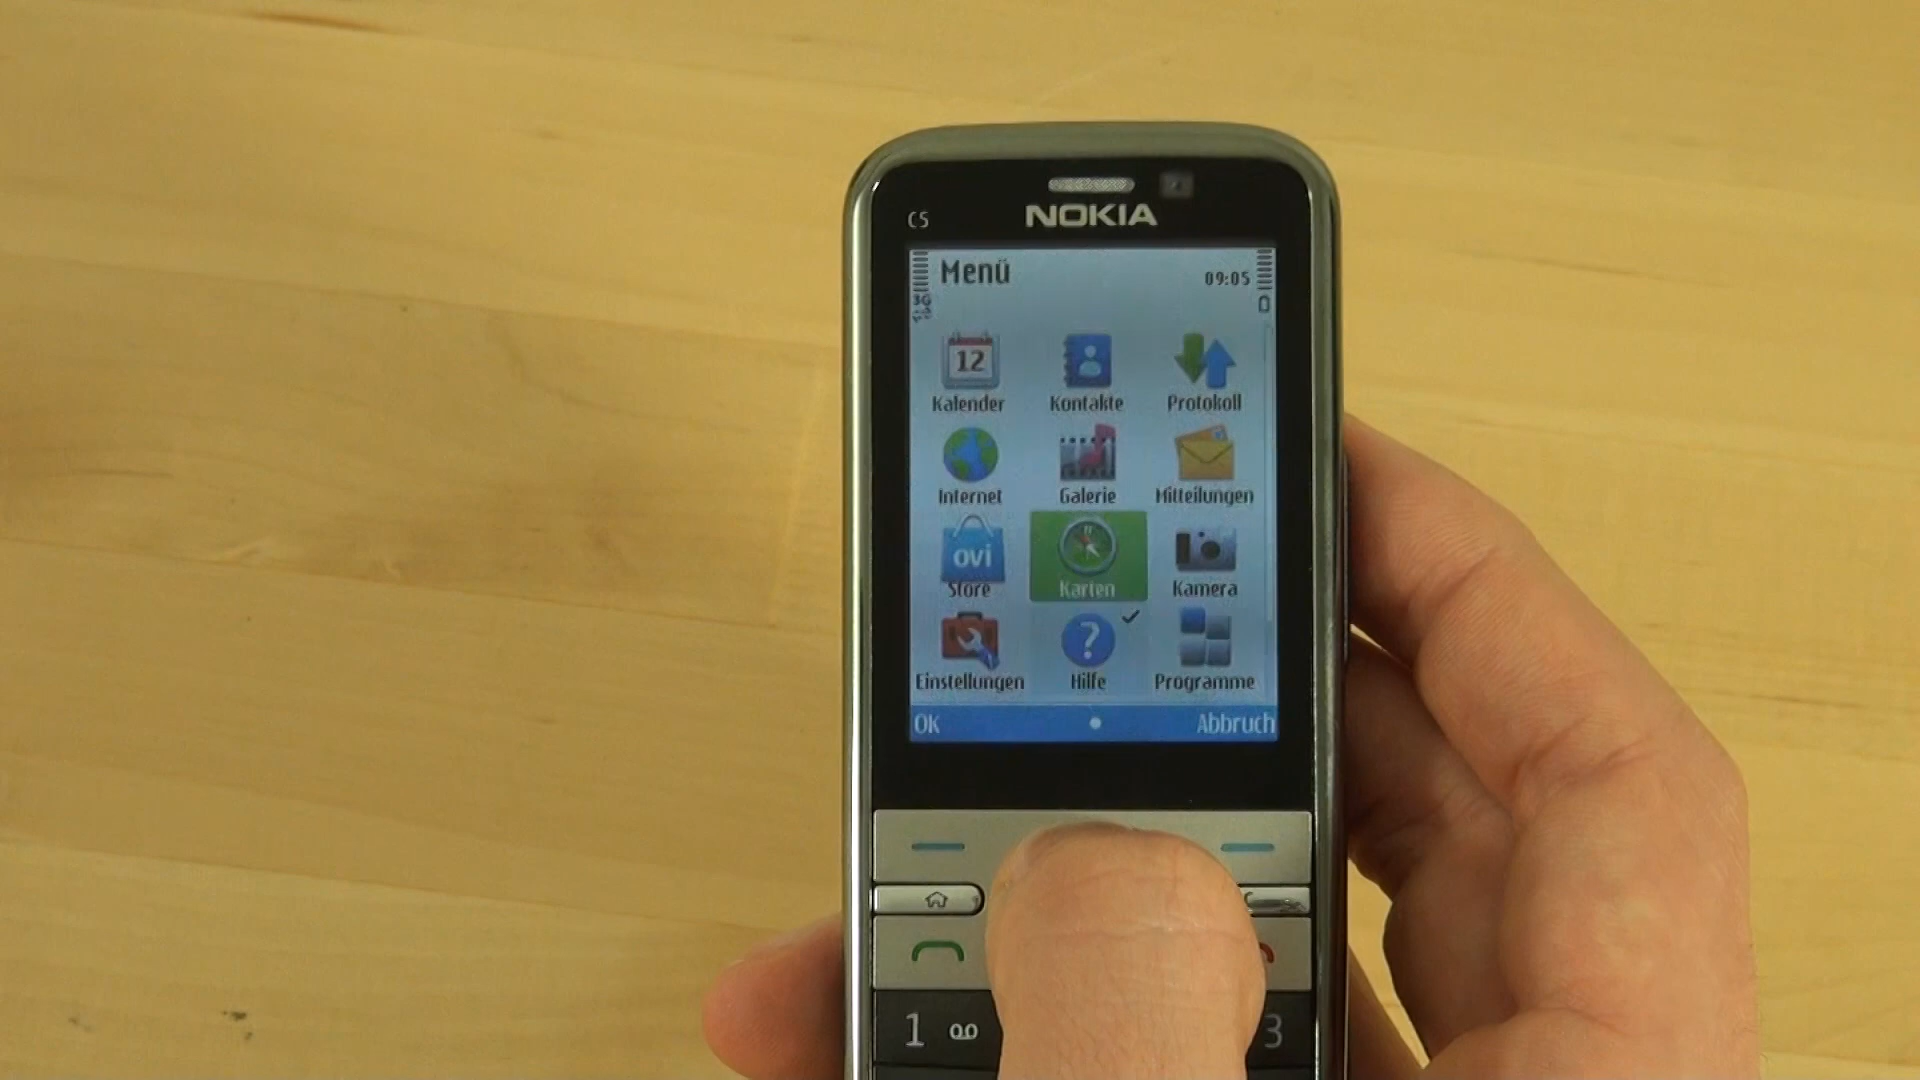 C5
NOKIA
Menü 09:05
3G
12
Kalender Kontakte Protokoll
Internet Galerie Mitteilungen
ovi
Store Karten Kamera
?
Einstellungen Hilfe Programme
OK Abbruch
1 3